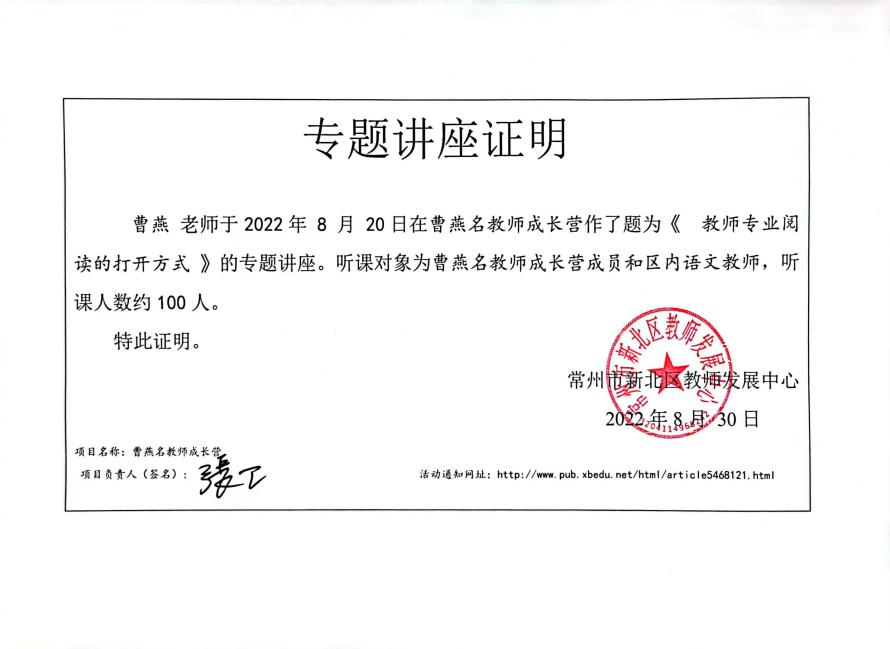 专题讲座证明
曹燕 老师于 2022 年 8 月 20 日在曹燕名教师成长营作了题为《 教师专业阅
读的打开方式 》的专题讲座。听课对象为曹燕名教师成长营成员和区内语文教师，听
课人数约 100 人。
特此证明。
常州市新北区教师发展中心
常州市新北区教师发展中心
2022 年 8 月 30 日
项目名称：曹燕名教师成长营
项目负责人（签名）：
活动通知网址：http://www.pub.xbedu.net/html/article5468121.html